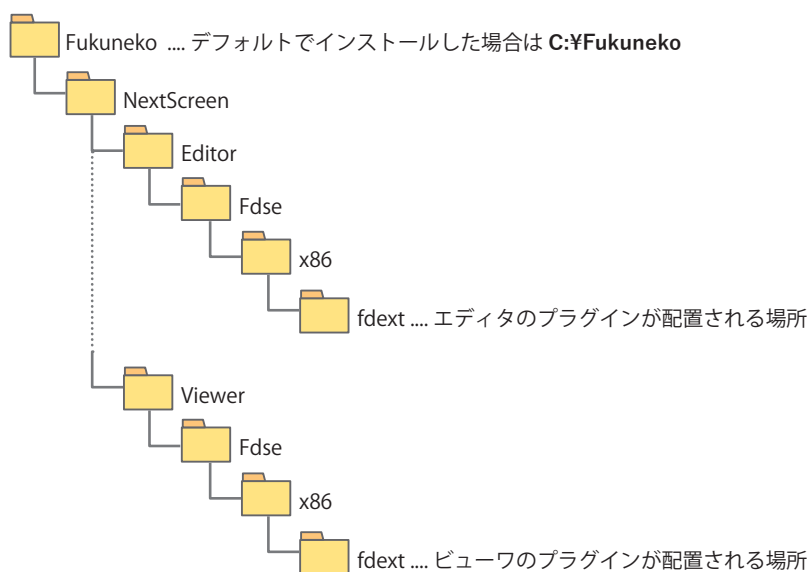 Fukuneko .... デフォルトでインストールした場合は C:¥Fukuneko
NextScreen
Editor
Fdse
x86
fdext .... エディタのプラグインが配置される場所
Viewer
Fdse
x86
fdext .... ビューワのプラグインが配置される場所